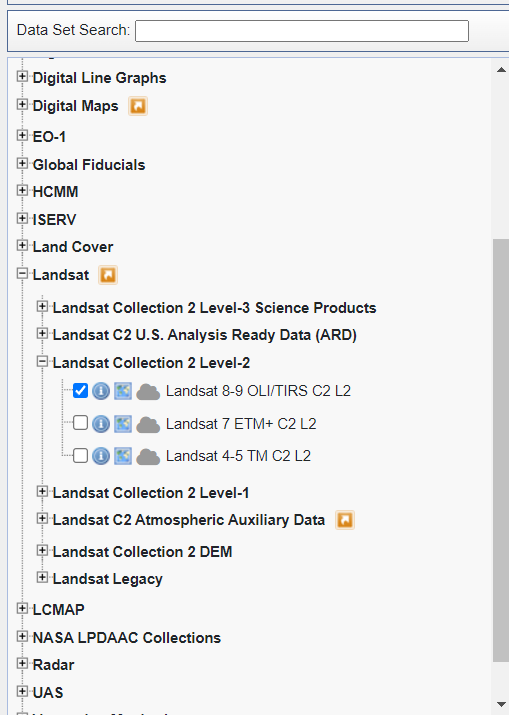 Data Set Search:
Digital Line Graphs
Digital Maps
EO-1
Global Fiducials
HCMM
ISERV
Land Cover
Landsat
Landsat Collection 2 Level-3 Science Products
Landsat C2 U.S. Analysis Ready Data (ARD)
Landsat Collection 2 Level-2
Landsat 8-9 OLI/TIRS C2 L2
Landsat 7 ETM+ C2 L2
Landsat 4-5 TM C2 L2
Landsat Collection 2 Level-1
Landsat C2 Atmospheric Auxiliary Data
Landsat Collection 2 DEM
Landsat Legacy
LCMAP
NASA LPDAAC Collections
Radar
UAS